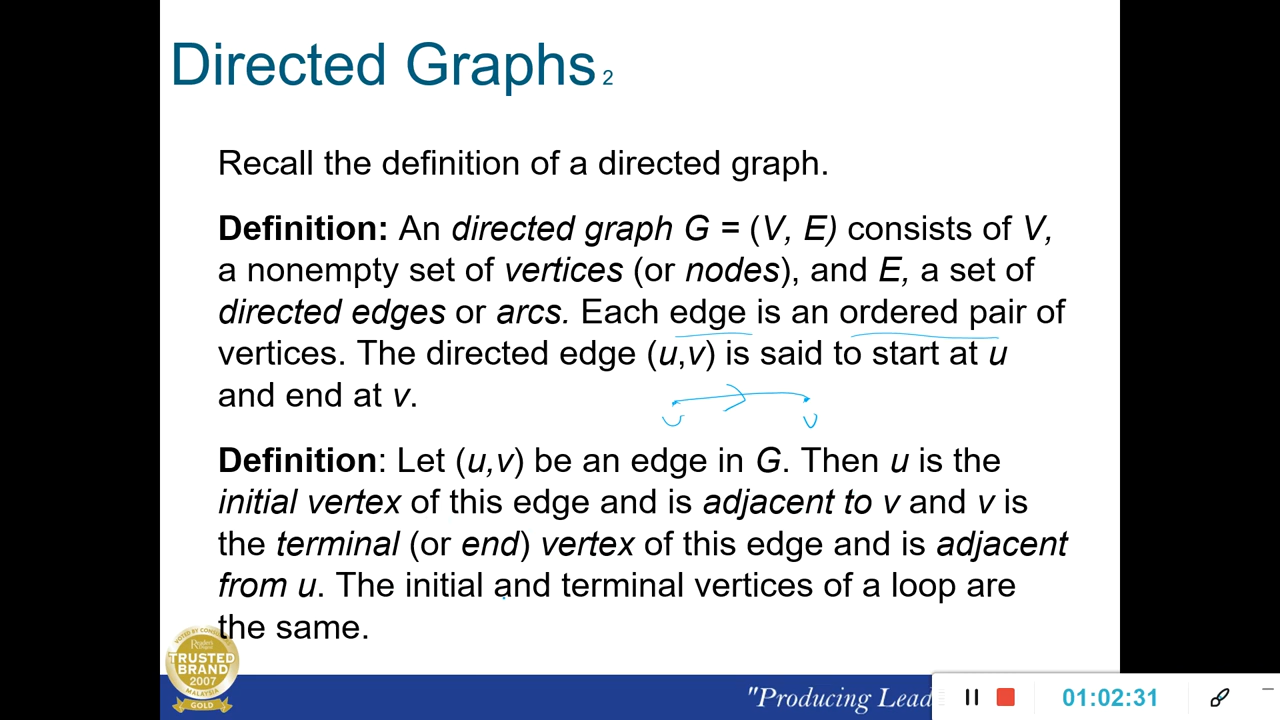 Directed Graphs 2
Recall the definition of a directed graph.
Definition: An directed graph G = (V, E) consists of V,
a nonempty set of vertices (or nodes), and E, a set of
directed edges or arcs. Each edge is an ordered pair of
vertices. The directed edge (u,v) is said to start at u
and end at v.
u v
Definition: Let (u,v) be an edge in G. Then u is the
initial vertex of this edge and is adjacent to v and v is
the terminal (or end) vertex of this edge and is adjacent
from u. The initial and terminal vertices of a loop are
the same.
Reader's
Digest
TRUSTED
BRAND
2007
MALAYSIA
GOLD
"Producing Lead
01:02:31